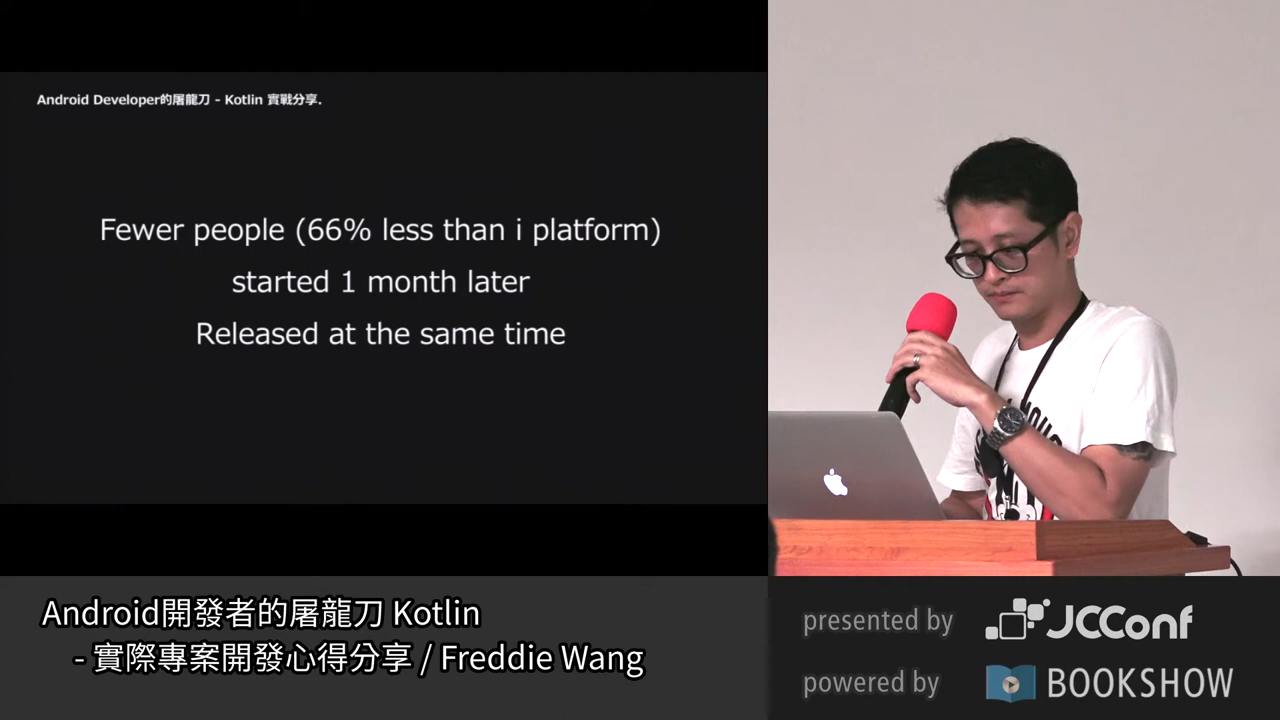 Android Developer的屠龍刀 - Kotlin 實戰分享.
Fewer people (66% less than i platform)
started 1 month later
Released at the same time
Android開發者的屠龍刀 Kotlin
- 實際專案開發心得分享 / Freddie Wang
presented by JCConf
powered by BOOKSHOW